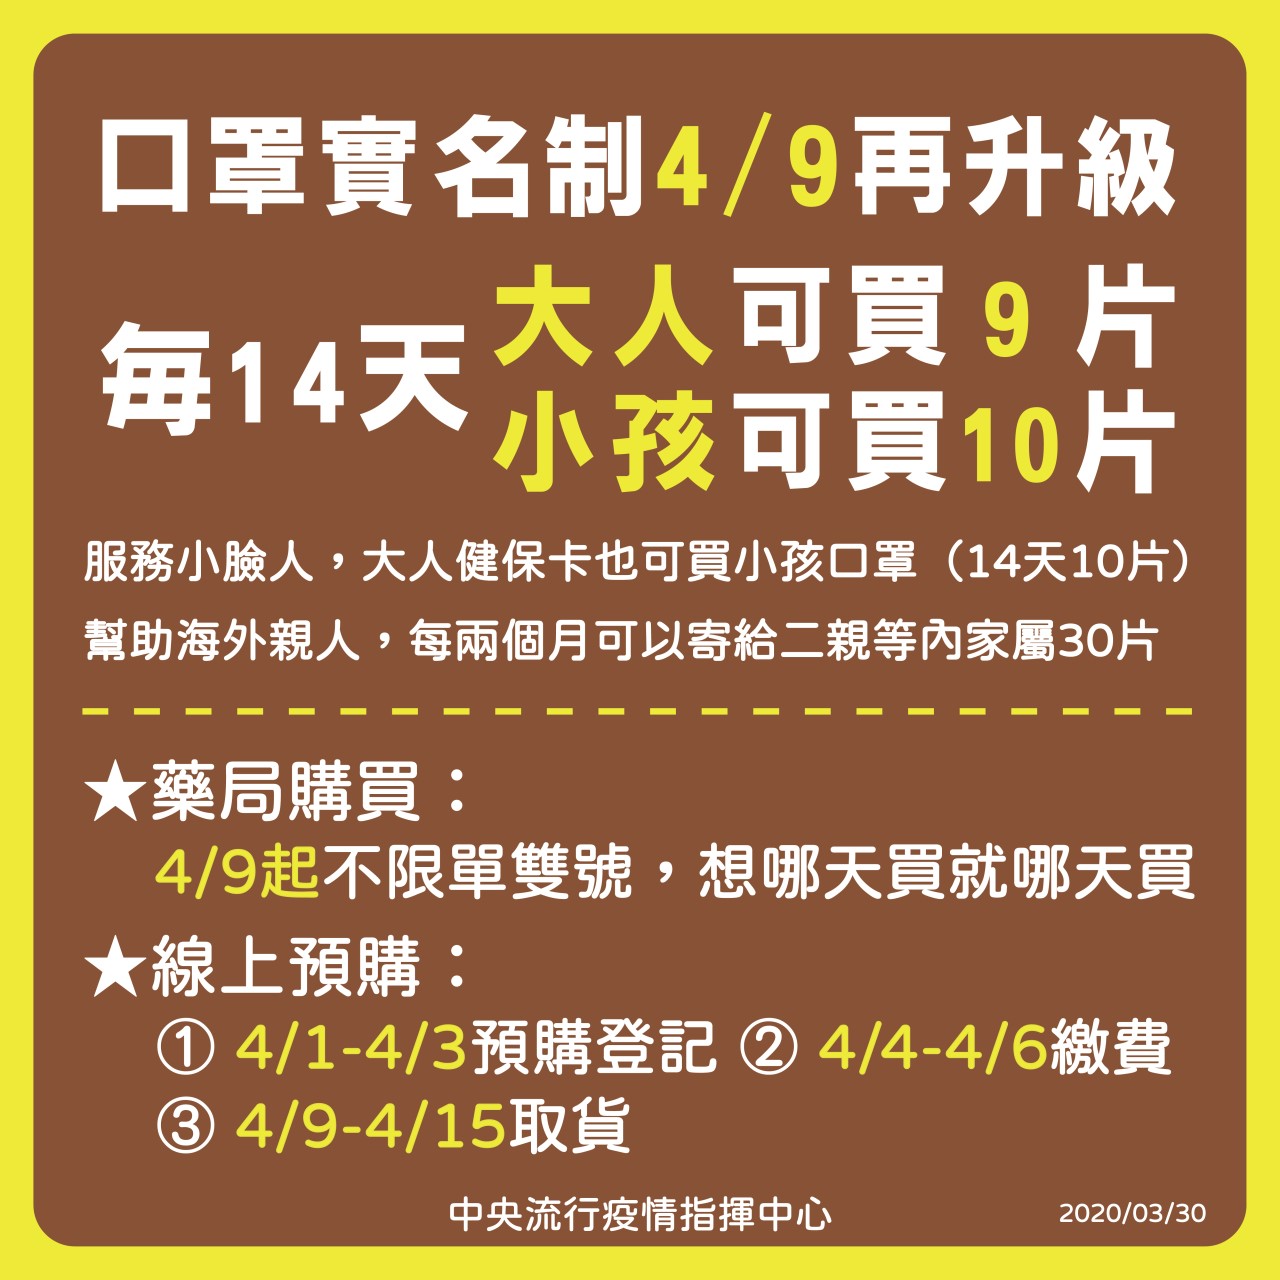 口罩實名制4/9再升級
每14天
大人可買 9 片
小孩可買10片
服務小臉人，大人健保卡也可買小孩口罩（14天10片）
幫助海外親人，每兩個月可以寄給二親等內家屬30片
★藥局購買：
4/9起不限單雙號，想哪天買就哪天買
★線上預購：
① 4/1-4/3預購登記 ② 4/4-4/6繳費
③ 4/9-4/15取貨
中央流行疫情指揮中心
2020/03/30